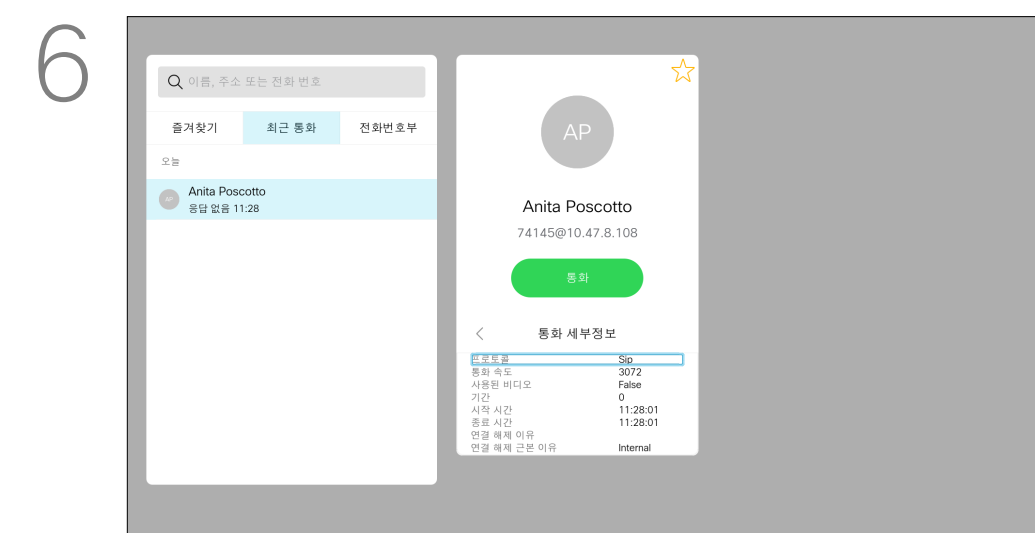 6
이름, 주소 또는 전화 번호
즐겨찾기 최근 통화 전화번호부
오늘
AP Anita Poscotto
응답 없음 11:28
AP
Anita Poscotto
74145@10.47.8.108
통화
통화 세부정보
프로토콜 Sip
통화 속도 3072
사용된 비디오 False
기간 0
시작 시간 11:28:01
종료 시간 11:28:01
연결 해제 이유
연결 해제 근본 이유 Internal